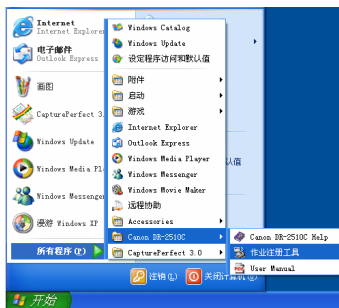 Internet
Internet Explorer
电子邮件
Outlook Express
画图
CapturePerfect 3.
Windows Update
Windows Media Pl
Windows Messenger
漫游 Windows XP
所有程序(P)
Windows Catalog
Windows Update
设定程序访问和默认值
附件
启动
游戏
Internet Explorer
Outlook Express
Windows Media Player
Windows Messenger
Windows Movie Maker
远程协助
Accessories
Canon DR-2510C
CapturePerfect 3.0
认值
Canon DR-2510C Help
作业注册工具
User Manual
注销(L)
关闭计算机(U)
开始